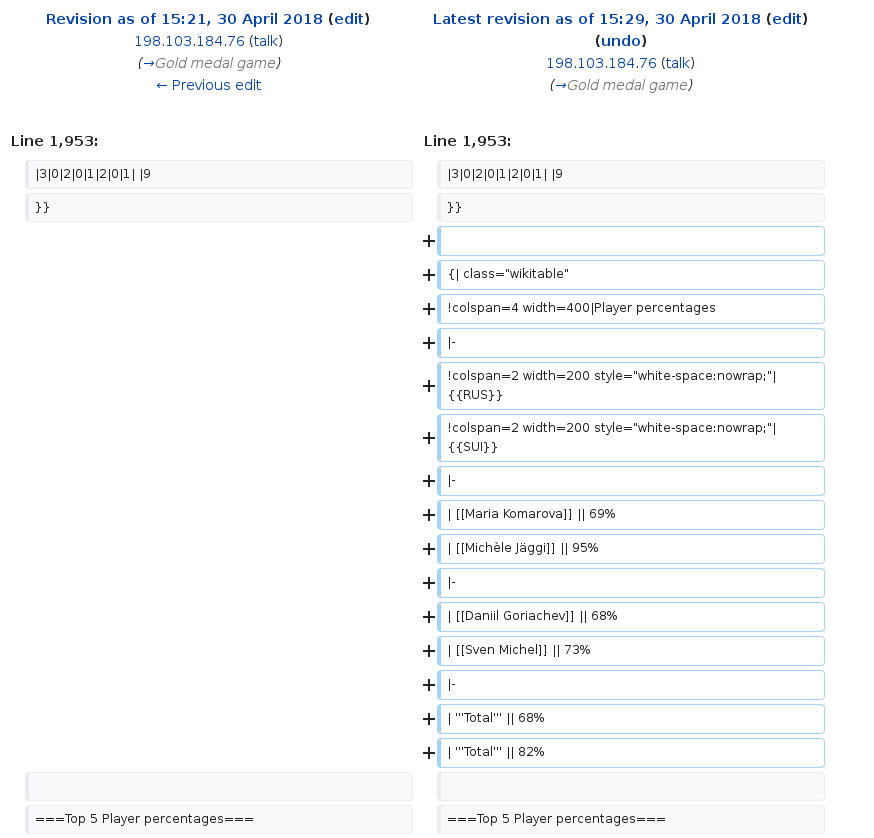 Revision as of 15:21, 30 April 2018 (edit)
198.103.184.76 (talk)
(→Gold medal game)
← Previous edit
Latest revision as of 15:29, 30 April 2018 (edit)
(undo)
198.103.184.76 (talk)
(→Gold medal game)
Line 1,953:
Line 1,953:
|3|0|2|0|1|2|0|1| |9
|3|0|2|0|1|2|0|1| |9
}}
}}
+
+ {| class="wikitable"
+ !colspan=4 width=400|Player percentages
+ |-
+ !colspan=2 width=200 style="white-space:nowrap;"|
{{RUS}}
+ !colspan=2 width=200 style="white-space:nowrap;"|
{{SUI}}
+ |-
+ | [[Maria Komarova]] || 69%
+ | [[Michèle Jäggi]] || 95%
+ |-
+ | [[Daniil Goriachev]] || 68%
+ | [[Sven Michel]] || 73%
+ |-
+ | '''Total''' || 68%
+ | '''Total''' || 82%
===Top 5 Player percentages===
===Top 5 Player percentages===